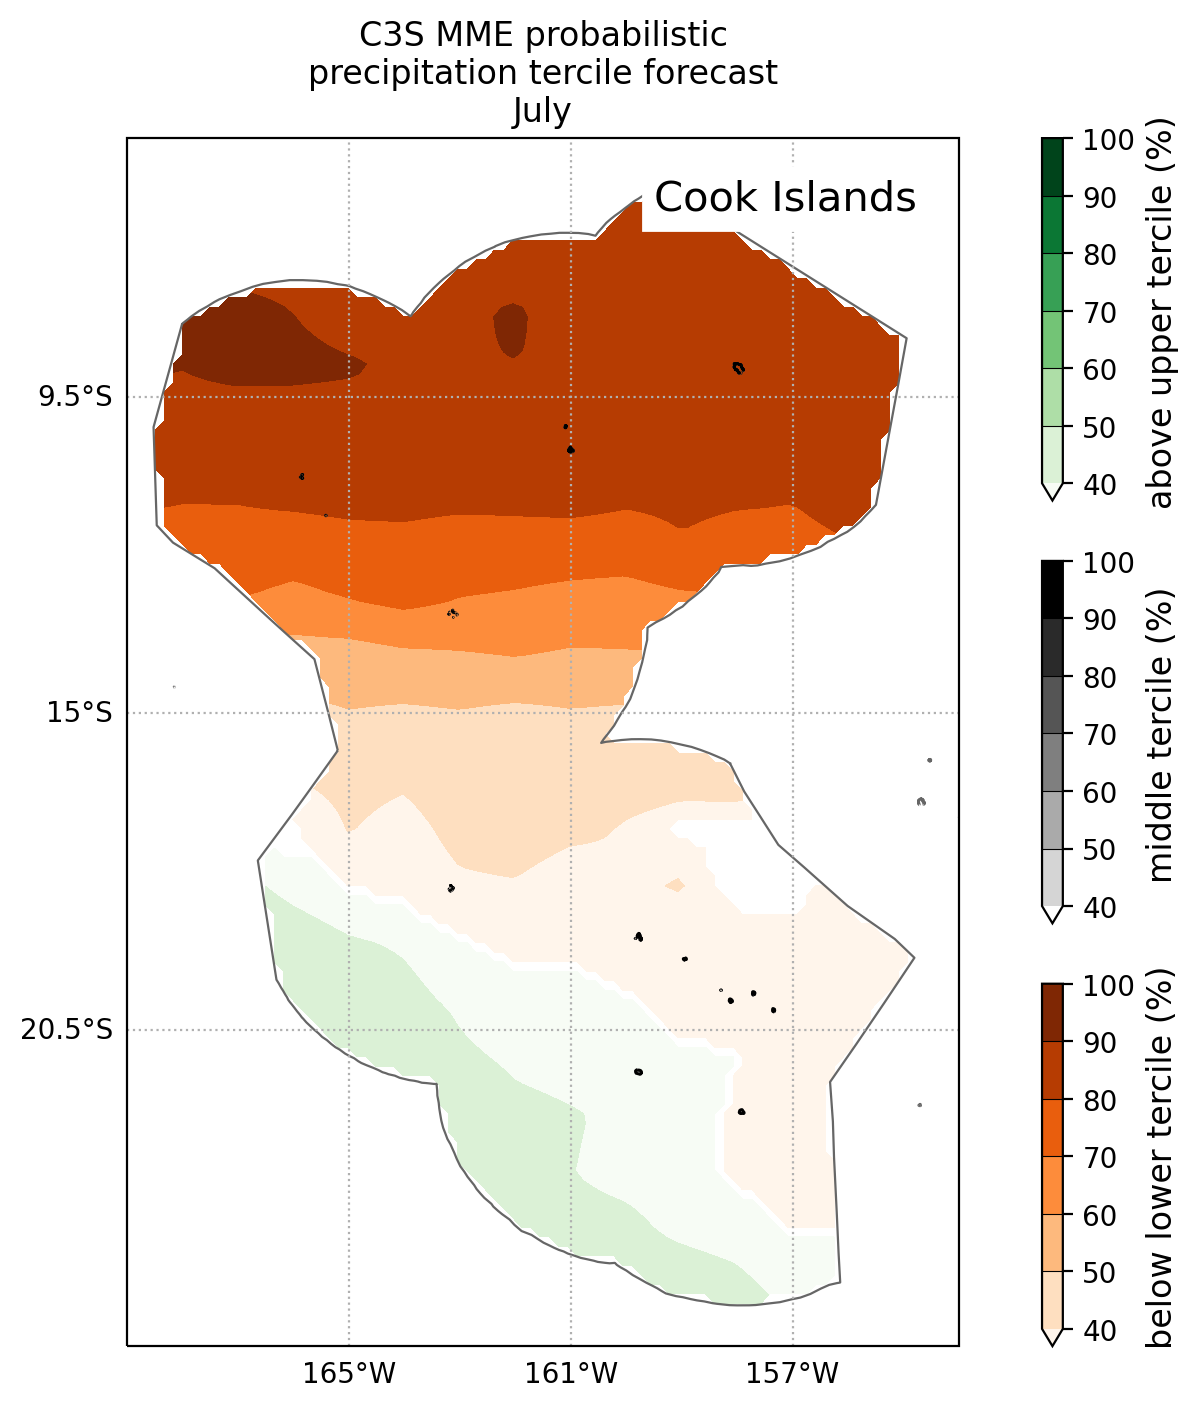 C3S MME probabilistic
precipitation tercile forecast
July
Cook Islands
9.5°S
15°S
20.5°S
165°W
161°W
157°W
100
90
80
70
60
50
40
above upper tercile (%)
100
90
80
70
60
50
40
middle tercile (%)
100
90
80
70
60
50
40
below lower tercile (%)